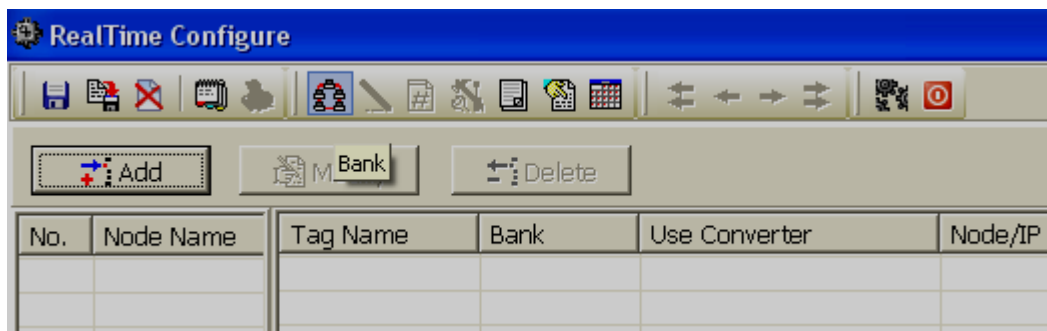 RealTime Configure
Add
Bank
Delete
No. Node Name Tag Name Bank Use Converter Node/IP